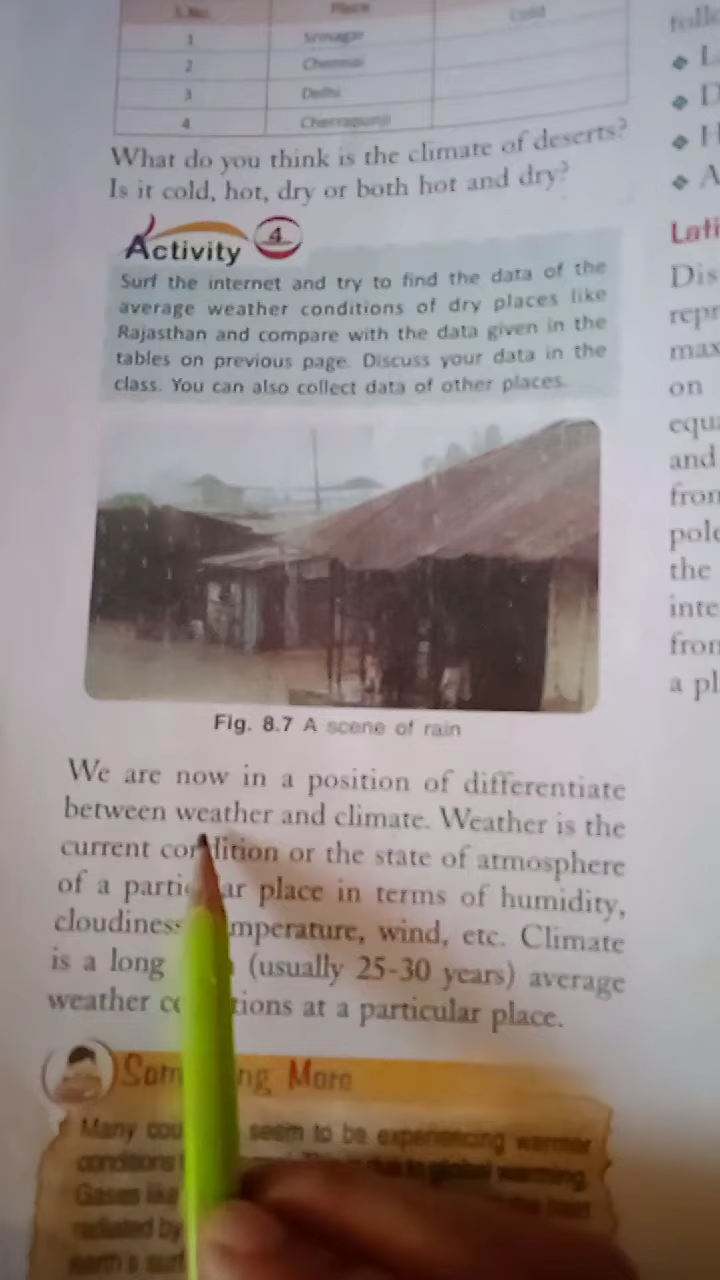 S.No. Place Cold
1 Srinagar
2 Chennai
3 Delhi
4 Cherrapunji
What do you think is the climate of deserts?
Is it cold, hot, dry or both hot and dry?
Activity 4
Surf the internet and try to find the data of the
average weather conditions of dry places like
Rajasthan and compare with the data given in the
tables on previous page. Discuss your data in the
class. You can also collect data of other places.
Fig. 8.7 A scene of rain
We are now in a position of differentiate
between weather and climate. Weather is the
current condition or the state of atmosphere
of a particular place in terms of humidity,
cloudiness, temperature, wind, etc. Climate
is a long (usually 25-30 years) average
weather conditions at a particular place.
Something More
Many seem to be experiencing warmer
conditions to global warming.
Gases like heat
radiated by
earth's
Lati
Dis
repr
max
on
equa
and
from
pole
the
inte
from
a pl